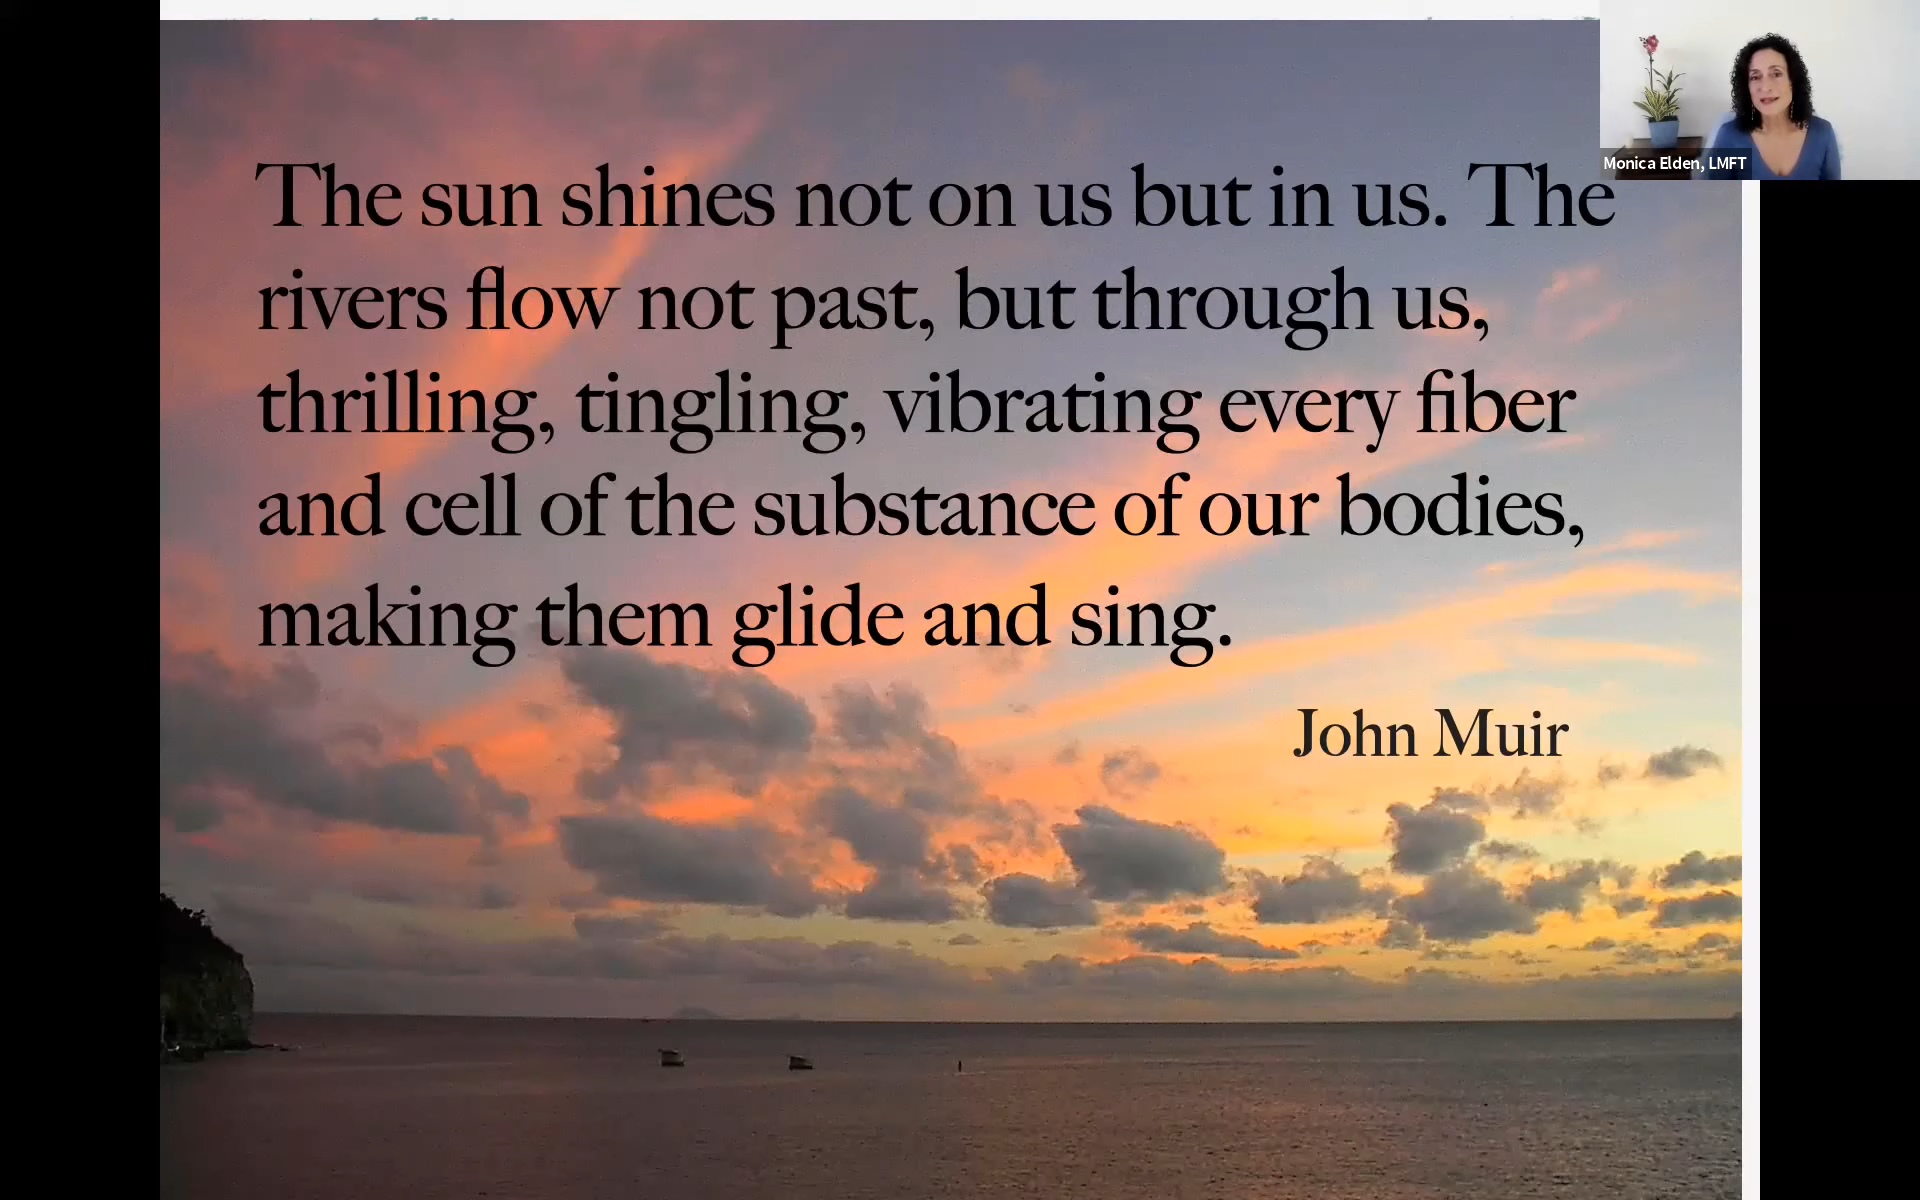 Monica Elden, LMFT
The sun shines not on us but in us. The
rivers flow not past, but through us,
thrilling, tingling, vibrating every fiber
and cell of the substance of our bodies,
making them glide and sing.
John Muir